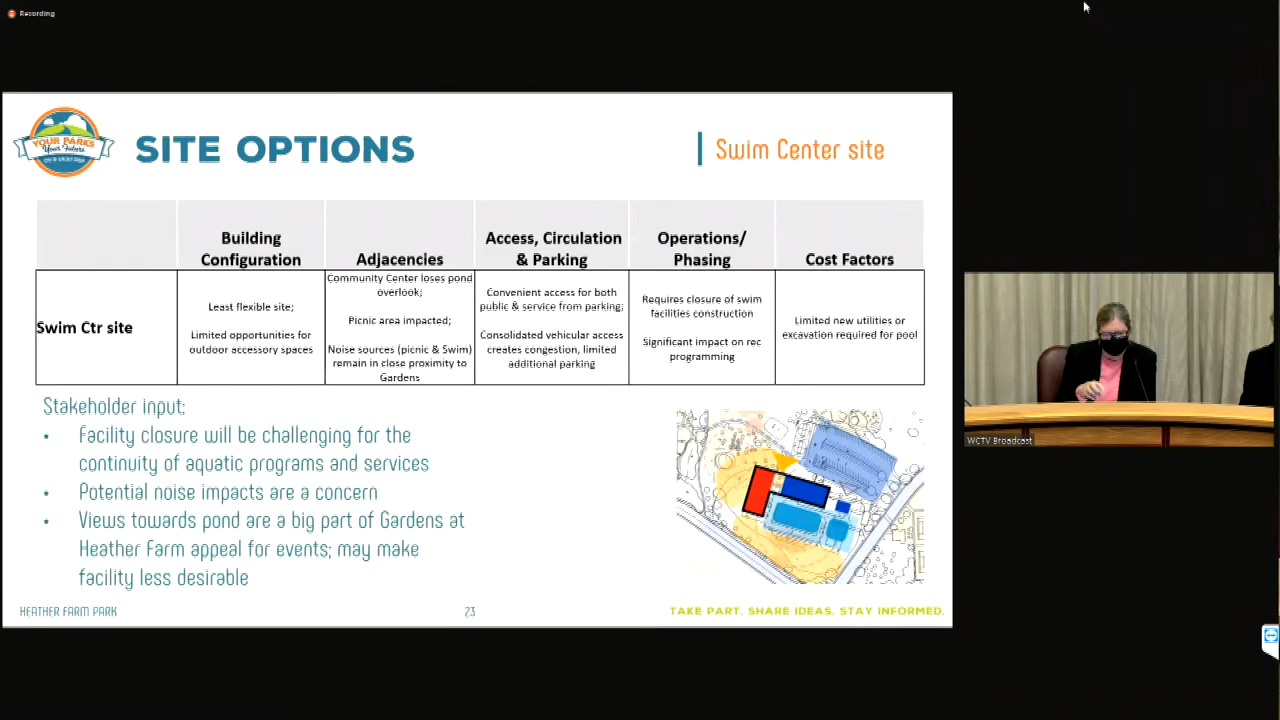 Recording
YOUR PARKS
Your Future
SITE OPTIONS
Swim Center site
Building
Configuration
Adjacencies
Access, Circulation
& Parking
Operations/
Phasing
Cost Factors
Swim Ctr site
Least flexible site;
Limited opportunities for
outdoor accessory spaces
Community Center loses pond
overlook;
Picnic area impacted;
Noise sources (picnic & Swim)
remain in close proximity to
Gardens
Convenient access for both
public & service from parking;
Consolidated vehicular access
creates congestion, limited
additional parking
Requires closure of swim
facilities construction
Significant impact on rec
programming
Limited new utilities or
excavation required for pool
Stakeholder input:
• Facility closure will be challenging for the
continuity of aquatic programs and services
• Potential noise impacts are a concern
• Views towards pond are a big part of Gardens at
Heather Farm appeal for events; may make
facility less desirable
HEATHER FARM PARK
23
TAKE PART. SHARE IDEAS. STAY INFORMED.
WCTV Broadcast